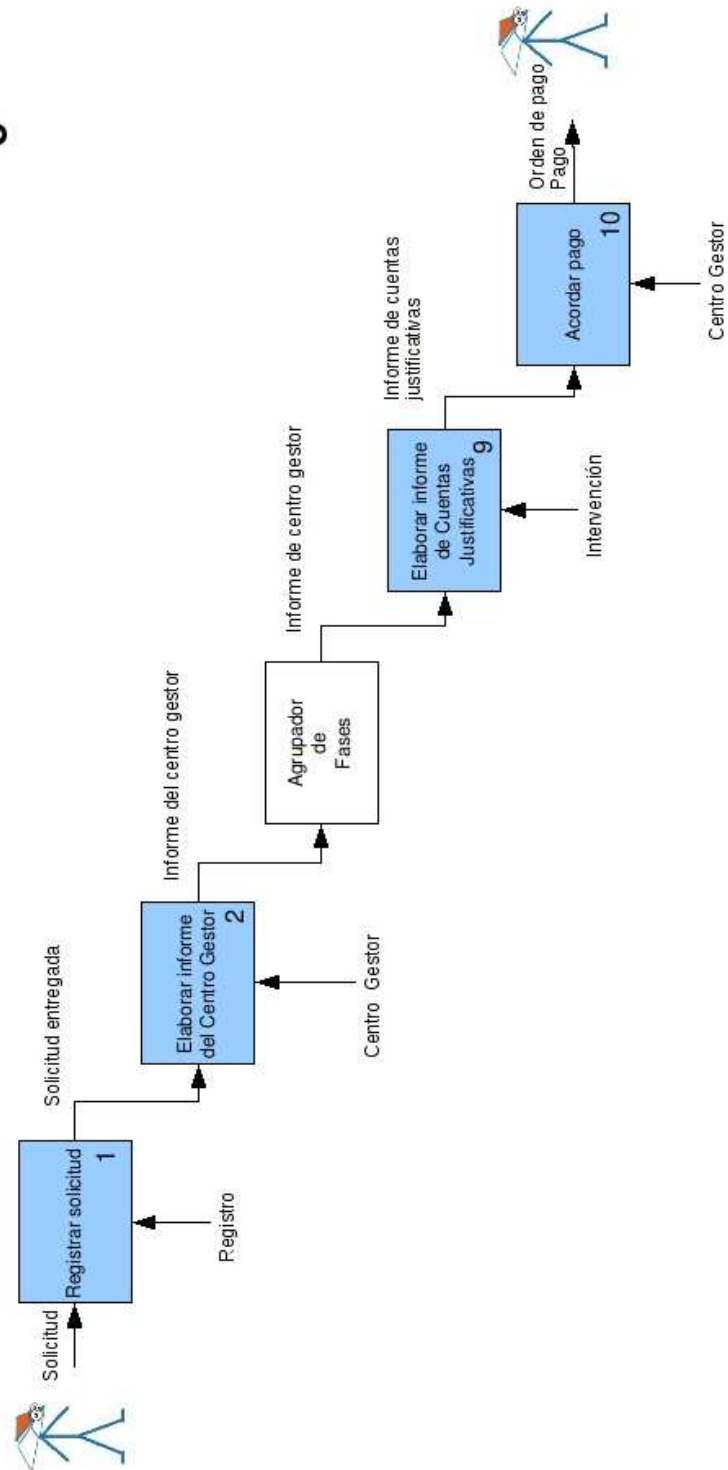 Solicitud
Registrar solicitud
1
Registro
Solicitud entregada
Elaborar informe
del Centro Gestor
2
Centro Gestor
Informe del centro gestor
Agrupador
de
Fases
Informe de centro gestor
Elaborar informe
de Cuentas
Justificativas
9
Intervención
Informe de cuentas
justificativas
Acordar pago
10
Centro Gestor
Orden de pago
Pago